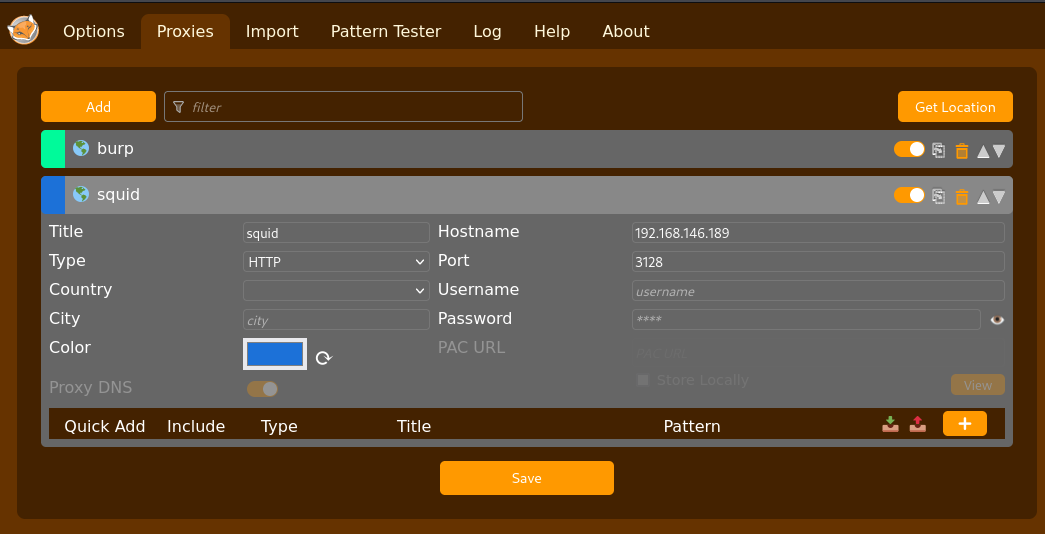 Options Proxies Import Pattern Tester Log Help About
Add filter Get Location
burp
squid
Title squid Hostname 192.168.146.189
Type HTTP Port 3128
Country Username username
City city Password ****
Color PAC URL
Store Locally
Proxy DNS View
Quick Add Include Type Title Pattern +
Save